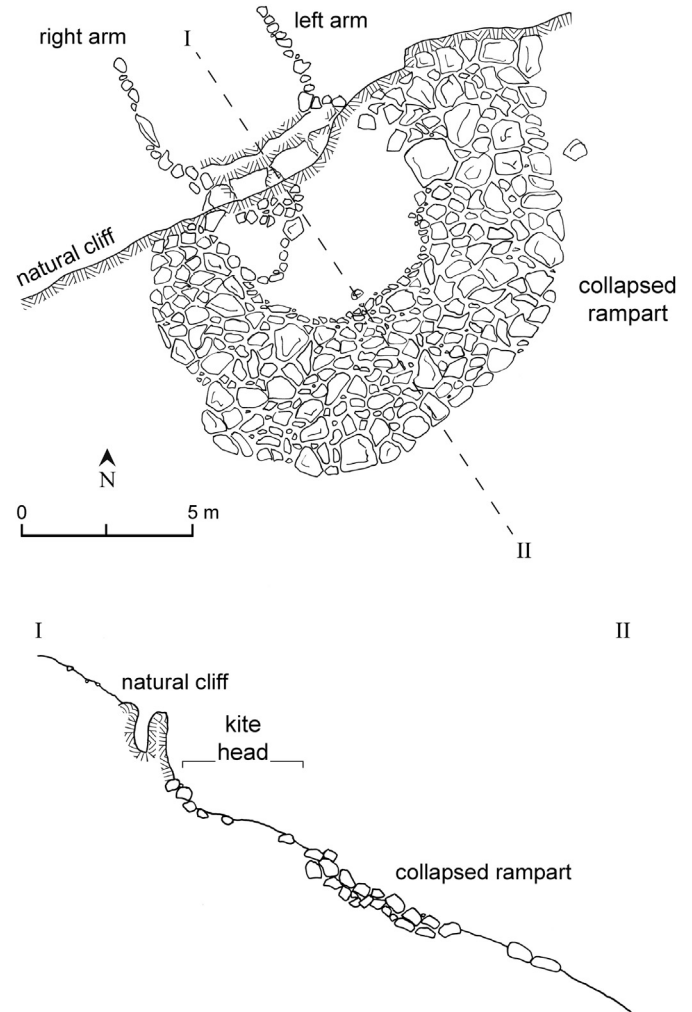 left arm
right arm
I
natural cliff
collapsed
rampart
N
0
5 m
II
I
II
natural cliff
kite
head
collapsed rampart